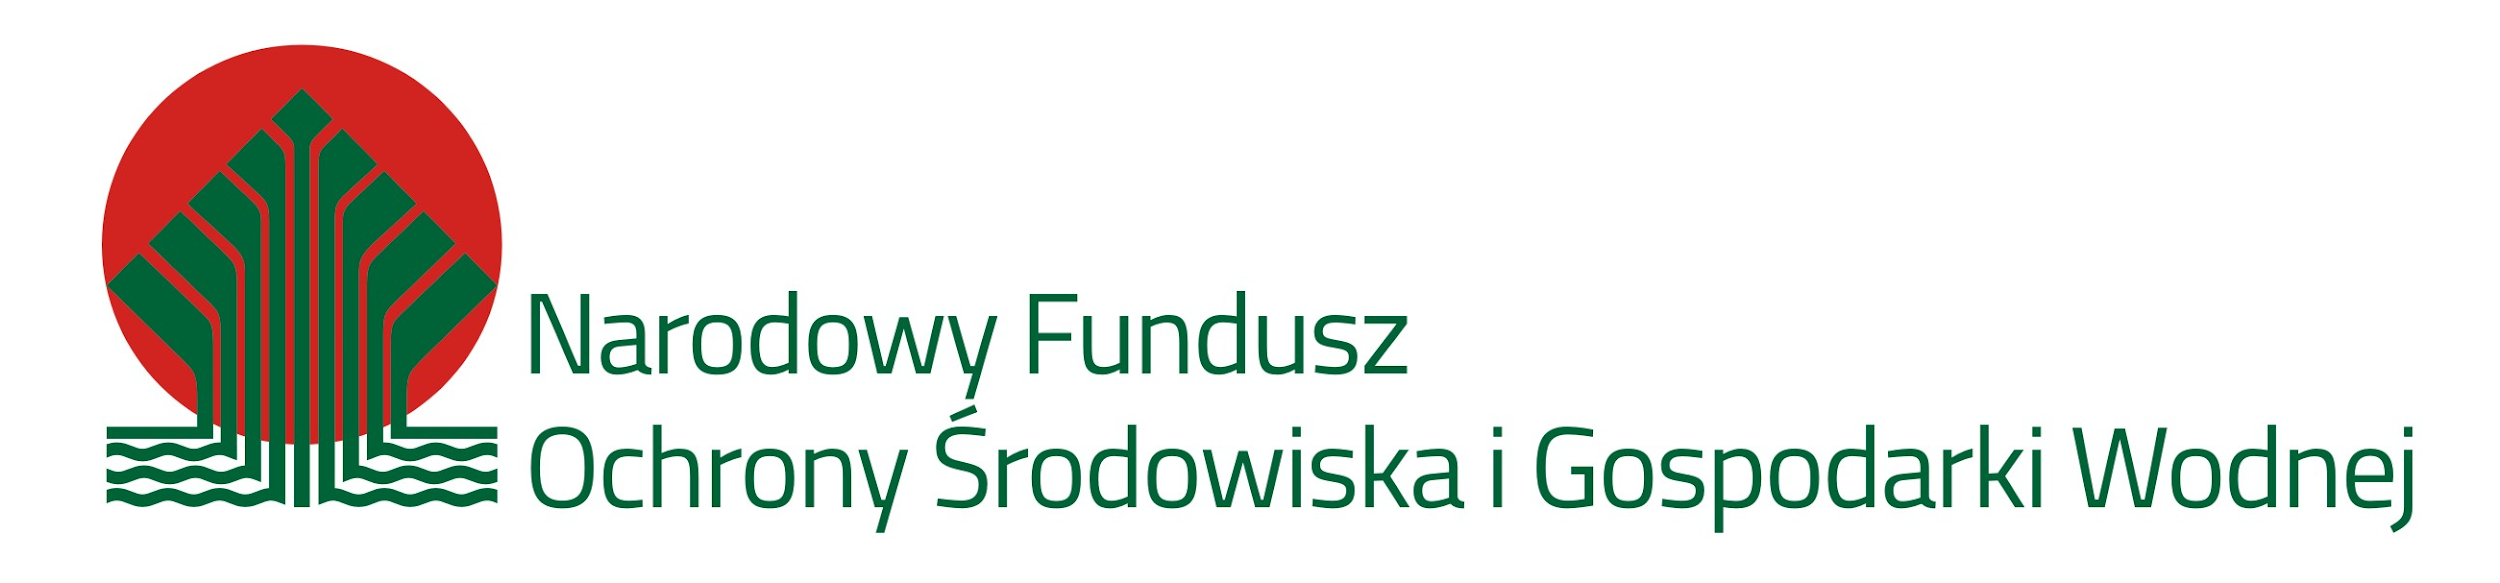 Narodowy Fundusz
Ochrony Środowiska i Gospodarki Wodnej